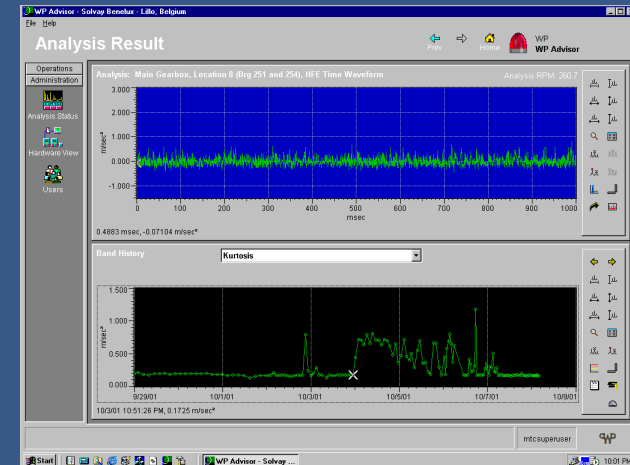 WP Advisor - Solvay Benelux - Lillo, Belgium
File Help
Analysis Result
Prev
Home
WP
WP Advisor
Operations
Administration
Analysis Status
Hardware View
Users
Analysis: Main Gearbox, Location 8 (Brg 251 and 254), HFE Time Waveform
Analysis RPM: 260.7
3.000
2.000
1.000
0.000
-1.000
m/sec²
0 100 200 300 400 500 600 700 800 900 1000
msec
0.4883 msec, -0.07104 m/sec²
Band History
Kurtosis
1.500
1.000
0.500
0.000
m/sec²
9/29/01 10/1/01 10/3/01 10/5/01 10/7/01 10/9/01
10/3/01 10:51:26 PM, 0.1725 m/sec²
mtcsuperuser
Start
WP Advisor - Solvay ...
10:01 PM